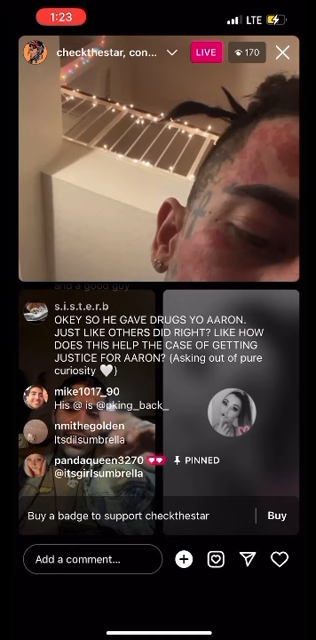 1:23
LTE
checkthestar, con...
LIVE
170
and a good guy
s.i.s.t.e.r.b
OKEY SO HE GAVE DRUGS YO AARON.
JUST LIKE OTHERS DID RIGHT? LIKE HOW
DOES THIS HELP THE CASE OF GETTING
JUSTICE FOR AARON? (Asking out of pure
curiosity 🤍)
mike1017_90
His @ is @pking_back_
nmithegolden
Itsdilsumbrella
pandaqueen3270 PINNED
@itsgirlsumbrella
Buy a badge to support checkthestar
Buy
Add a comment...